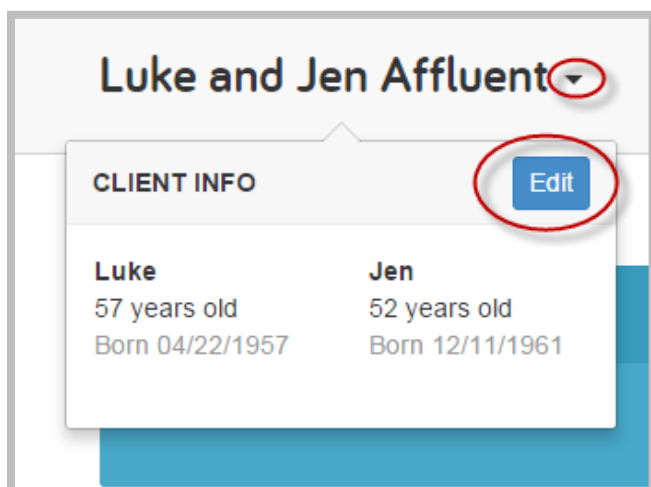 Luke and Jen Affluent
CLIENT INFO
Edit
Luke
Jen
57 years old
52 years old
Born 04/22/1957
Born 12/11/1961